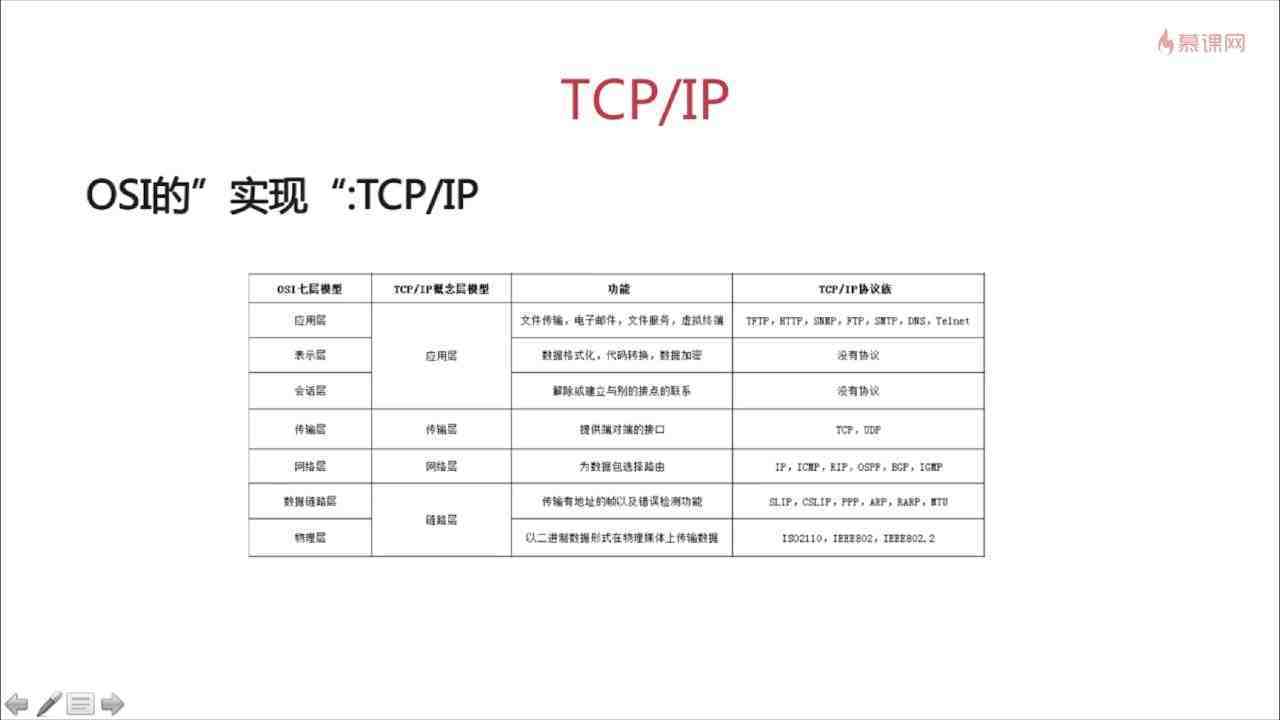 慕课网
TCP/IP
OSI的”实现“:TCP/IP
OSI七层模型 TCP/IP概念层模型 功能 TCP/IP协议族
应用层 文件传输，电子邮件，文件服务，虚拟终端 TFTP，HTTP，SNMP，FTP，SMTP，DNS，Telnet
表示层 应用层 数据格式化，代码转换，数据加密 没有协议
会话层 解除或建立与别的接点的联系 没有协议
传输层 传输层 提供端对端的接口 TCP，UDP
网络层 网络层 为数据包选择路由 IP，ICMP，RIP，OSPF，BGP，IGMP
数据链路层 传输有地址的帧以及错误检测功能 SLIP，CSLIP，PPP，ARP，RARP，MTU
链路层
物理层 以二进制数据形式在物理媒体上传输数据 ISO2110，IEEE802，IEEE802.2